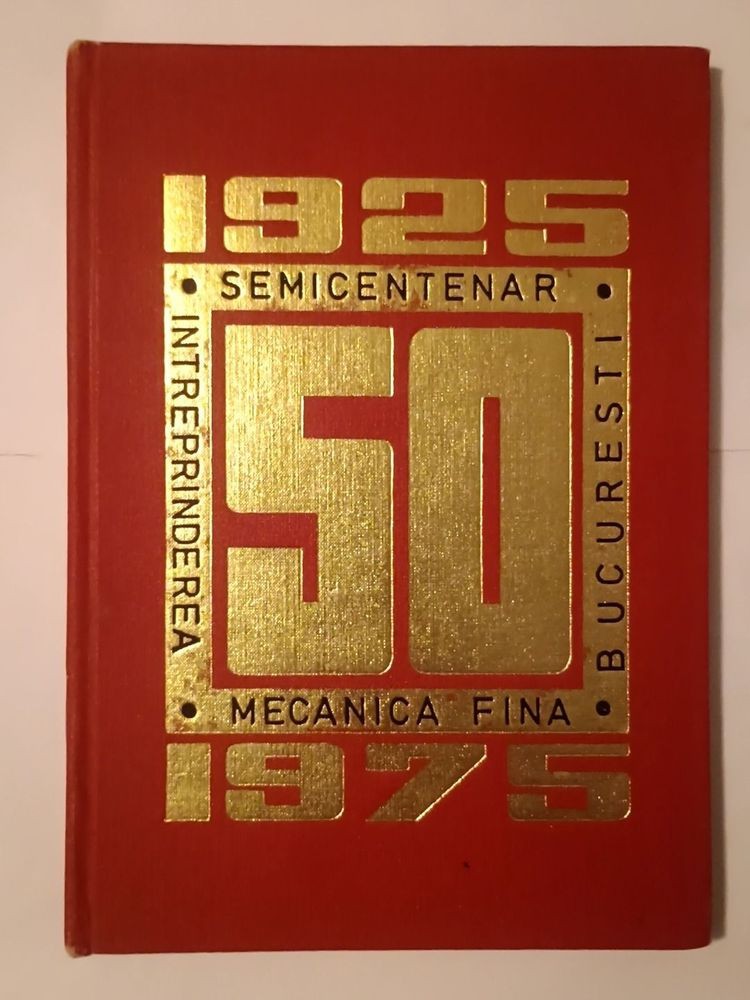 1925
SEMICENTENAR
INTREPRINDEREA
50
BUCURESTI
MECANICA FINA
1975